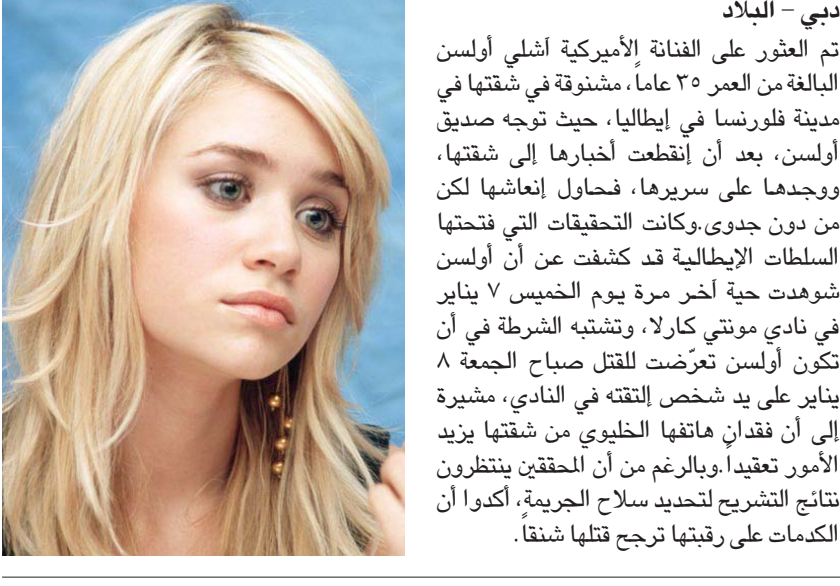 دبي – البلاد
تم العثور على الفنانة الأميركية آشلي أولسن
البالغة من العمر ٣٥ عاماً، مشنوقة في شقتها في
مدينة فلورنسا في إيطاليا، حيث توجه صديق
أولسن، بعد أن إنقطعت أخبارها إلى شقتها،
ووجدها على سريرها، فحاول إنعاشها لكن
من دون جدوى.وكانت التحقيقات التي فتحتها
السلطات الإيطالية قد كشفت عن أن أولسن
شوهدت حية آخر مرة يوم الخميس ٧ يناير
في نادي مونتي كارلا، وتشتبه الشرطة في أن
تكون أولسن تعرّضت للقتل صباح الجمعة ٨
يناير على يد شخص إلتقته في النادي، مشيرة
إلى أن فقدان هاتفها الخليوي من شقتها يزيد
الأمور تعقيداً.وبالرغم من أن المحققين ينتظرون
نتائج التشريح لتحديد سلاح الجريمة، أكدوا أن
الكدمات على رقبتها ترجح قتلها شنقاً.